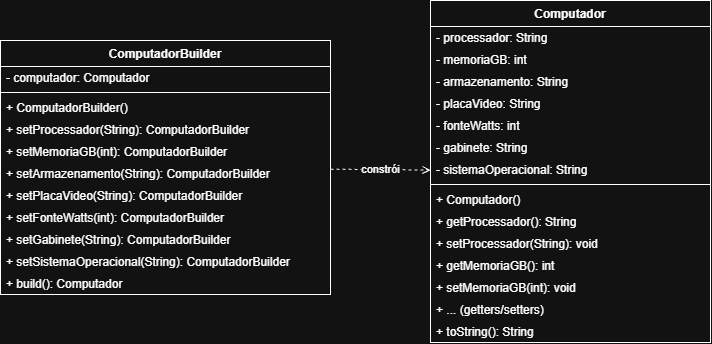 ComputadorBuilder
- computador: Computador
+ ComputadorBuilder()
+ setProcessador(String): ComputadorBuilder
+ setMemoriaGB(int): ComputadorBuilder
+ setArmazenamento(String): ComputadorBuilder
+ setPlacaVideo(String): ComputadorBuilder
+ setFonteWatts(int): ComputadorBuilder
+ setGabinete(String): ComputadorBuilder
+ setSistemaOperacional(String): ComputadorBuilder
+ build(): Computador
constrói
Computador
- processador: String
- memoriaGB: int
- armazenamento: String
- placaVideo: String
- fonteWatts: int
- gabinete: String
- sistemaOperacional: String
+ Computador()
+ getProcessador(): String
+ setProcessador(String): void
+ getMemoriaGB(): int
+ setMemoriaGB(int): void
+ ... (getters/setters)
+ toString(): String